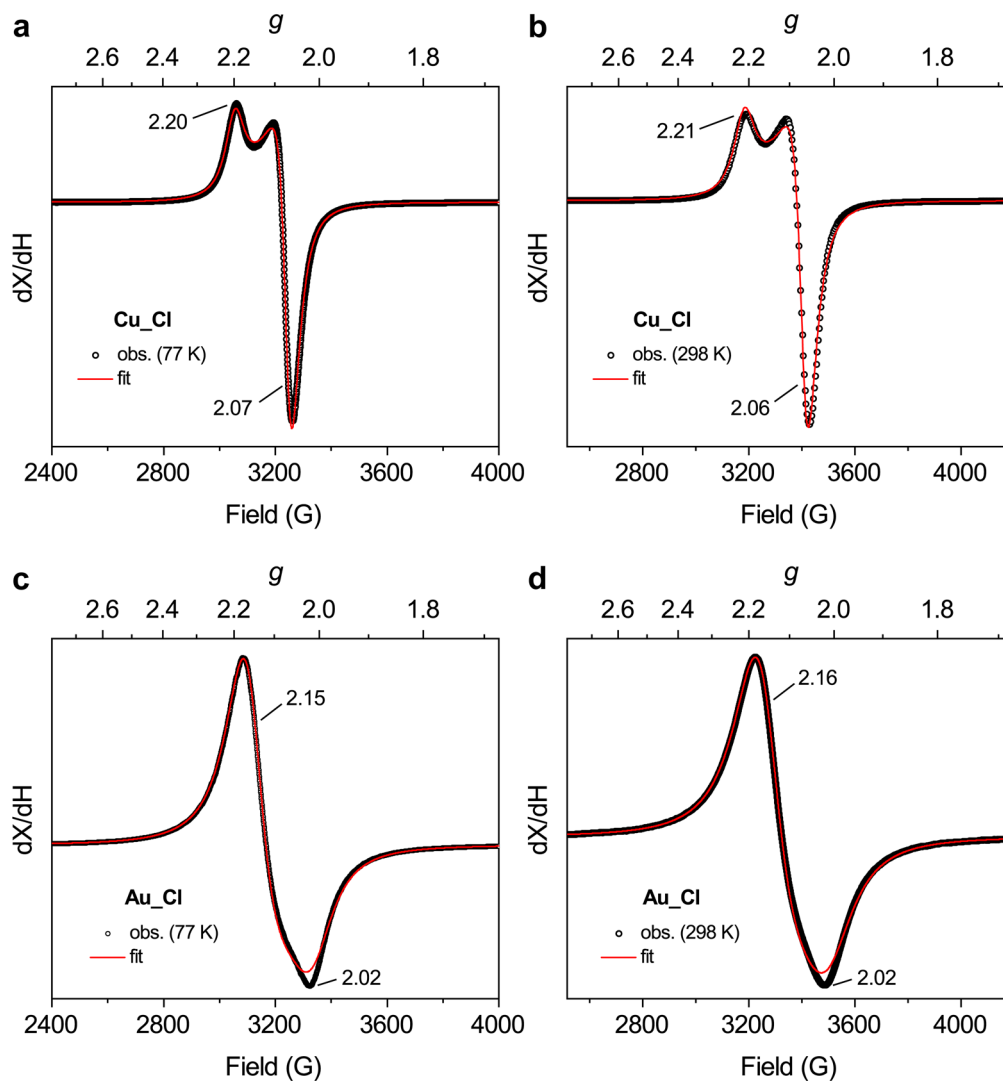 a
g
2.6 2.4 2.2 2.0 1.8
2.20
2.07
Cu_Cl
obs. (77 K)
fit
dX/dH
2400 2800 3200 3600 4000
Field (G)
b
g
2.6 2.4 2.2 2.0 1.8
2.21
2.06
Cu_Cl
obs. (298 K)
fit
dX/dH
2800 3200 3600 4000
Field (G)
c
g
2.6 2.4 2.2 2.0 1.8
2.15
2.02
Au_Cl
obs. (77 K)
fit
dX/dH
2400 2800 3200 3600 4000
Field (G)
d
g
2.6 2.4 2.2 2.0 1.8
2.16
2.02
Au_Cl
obs. (298 K)
fit
dX/dH
2800 3200 3600 4000
Field (G)